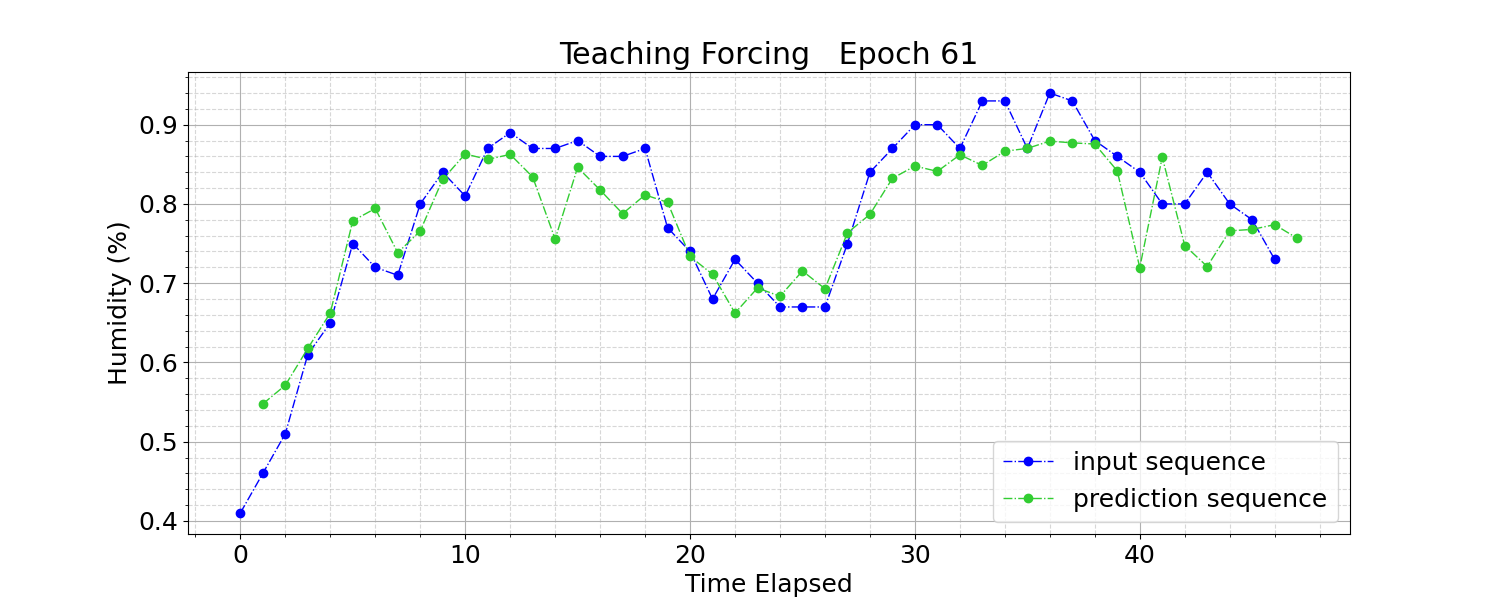 Teaching Forcing   Epoch 61
Humidity (%)
0.9
0.8
0.7
0.6
0.5
0.4
input sequence
prediction sequence
0 10 20 30 40
Time Elapsed